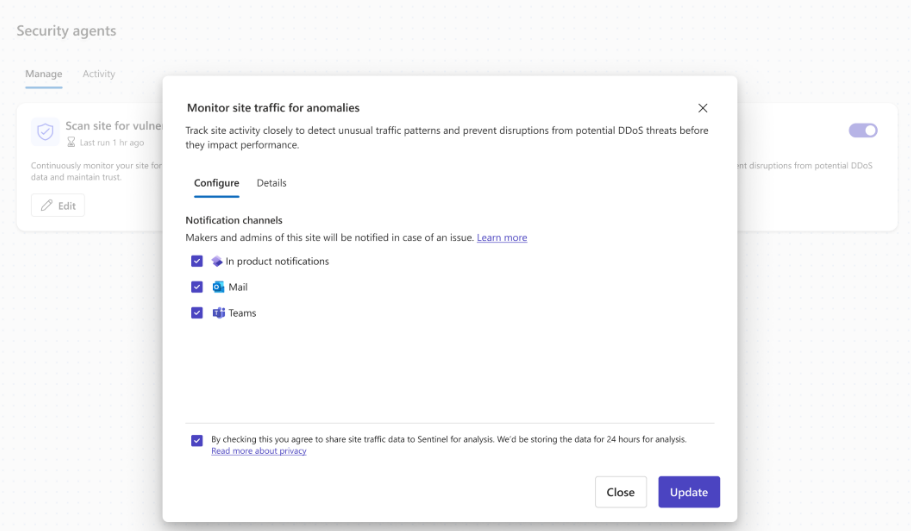 Security agents
Manage
Activity
Scan site for vulne
Last run 1 hr ago
Continuously monitor your site for
data and maintain trust.
Edit
ent disruptions from potential DDoS
Monitor site traffic for anomalies
Track site activity closely to detect unusual traffic patterns and prevent disruptions from potential DDoS threats before
they impact performance.
Configure
Details
Notification channels
Makers and admins of this site will be notified in case of an issue. Learn more
In product notifications
Mail
Teams
By checking this you agree to share site traffic data to Sentinel for analysis. We'd be storing the data for 24 hours for analysis.
Read more about privacy
Close
Update